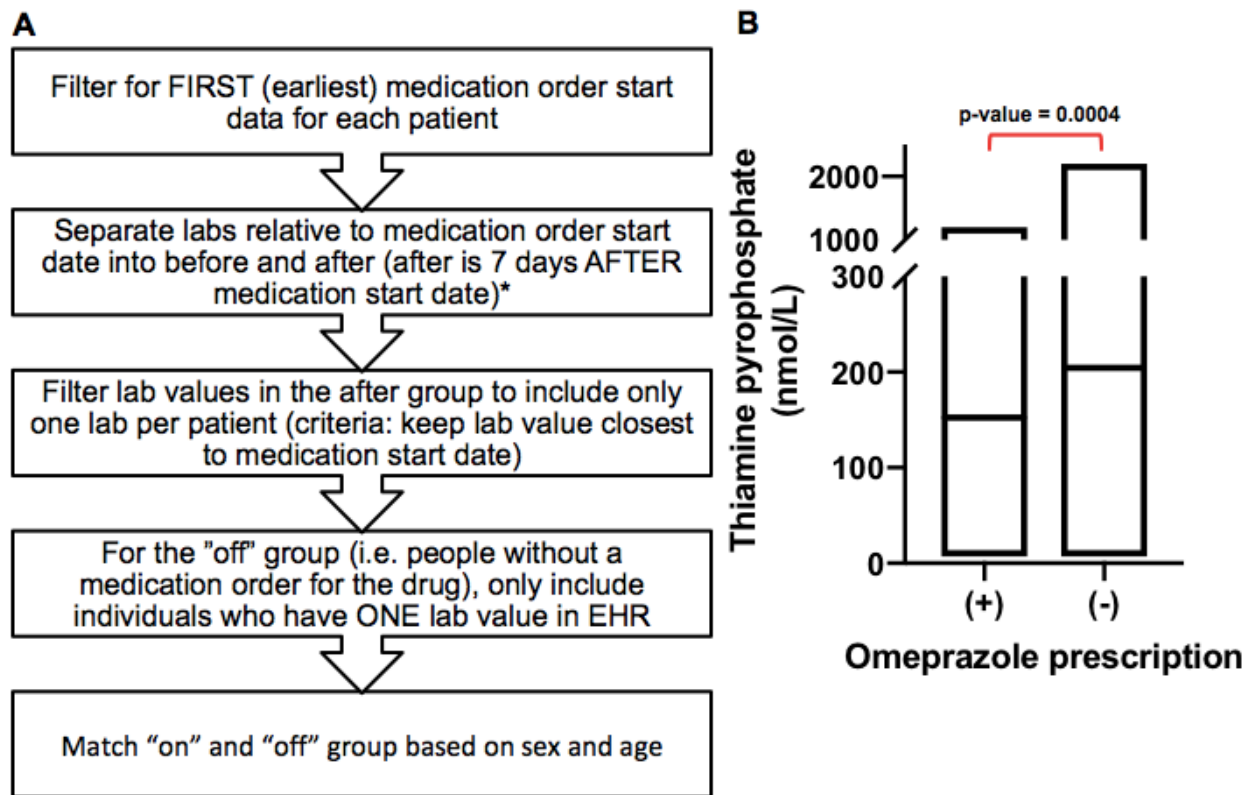 A
Filter for FIRST (earliest) medication order start
data for each patient
Separate labs relative to medication order start
date into before and after (after is 7 days AFTER
medication start date)*
Filter lab values in the after group to include only
one lab per patient (criteria: keep lab value closest
to medication start date)
For the ”off” group (i.e. people without a
medication order for the drug), only include
individuals who have ONE lab value in EHR
Match “on” and “off” group based on sex and age
B
p-value = 0.0004
Thiamine pyrophosphate
(nmol/L)
2000
1000
300
200
100
0
(+)
(-)
Omeprazole prescription